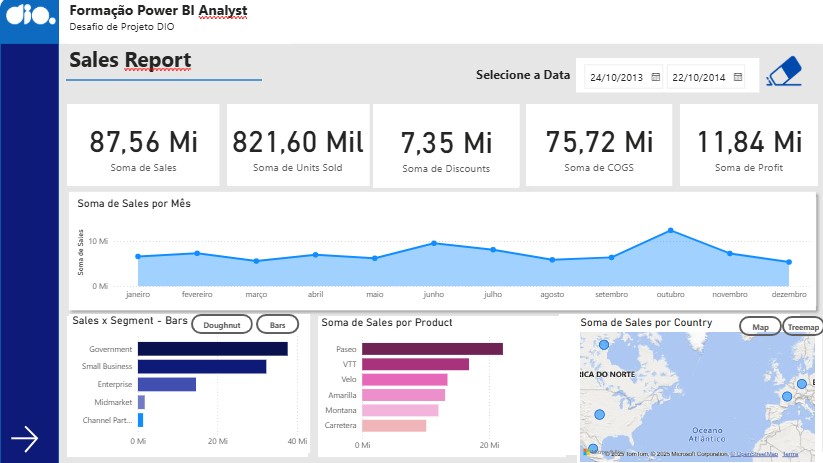 dio.
Formação Power BI Analyst
Desafio de Projeto DIO
Sales Report
Selecione a Data
24/10/2013
22/10/2014
87,56 Mi
Soma de Sales
821,60 Mil
Soma de Units Sold
7,35 Mi
Soma de Discounts
75,72 Mi
Soma de COGS
11,84 Mi
Soma de Profit
Soma de Sales por Mês
Soma de Sales
10 Mi
0 Mi
janeiro fevereiro março abril maio junho julho agosto setembro outubro novembro dezembro
Sales x Segment - Bars
Doughnut
Bars
Government
Small Business
Enterprise
Midmarket
Channel Part...
0 Mi 20 Mi 40 Mi
Soma de Sales por Product
Paseo
VTT
Velo
Amarilla
Montana
Carretera
0 Mi 20 Mi
Soma de Sales por Country
Map
Treemap
RICA DO NORTE
E
Oceano
Atlântico
© 2025 TomTom, © 2025 Microsoft Corporation, © OpenStreetMap Terms